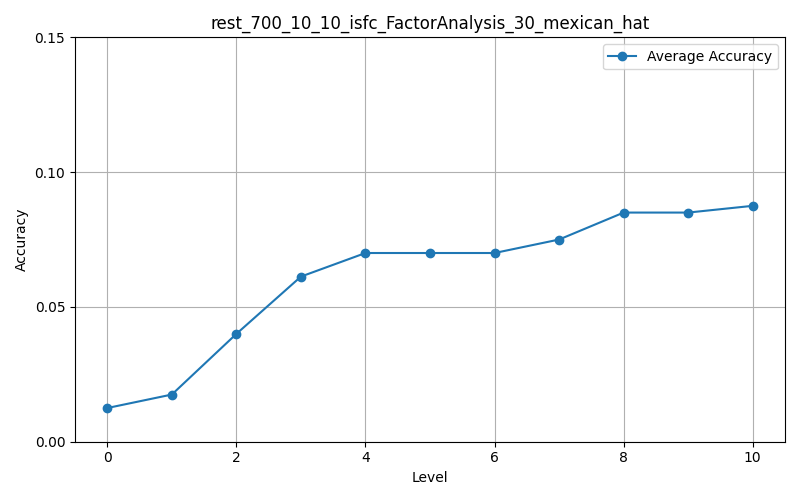 rest_700_10_10_isfc_FactorAnalysis_30_mexican_hat
Average Accuracy
0.15
0.10
0.05
0.00
Accuracy
0 2 4 6 8 10
Level